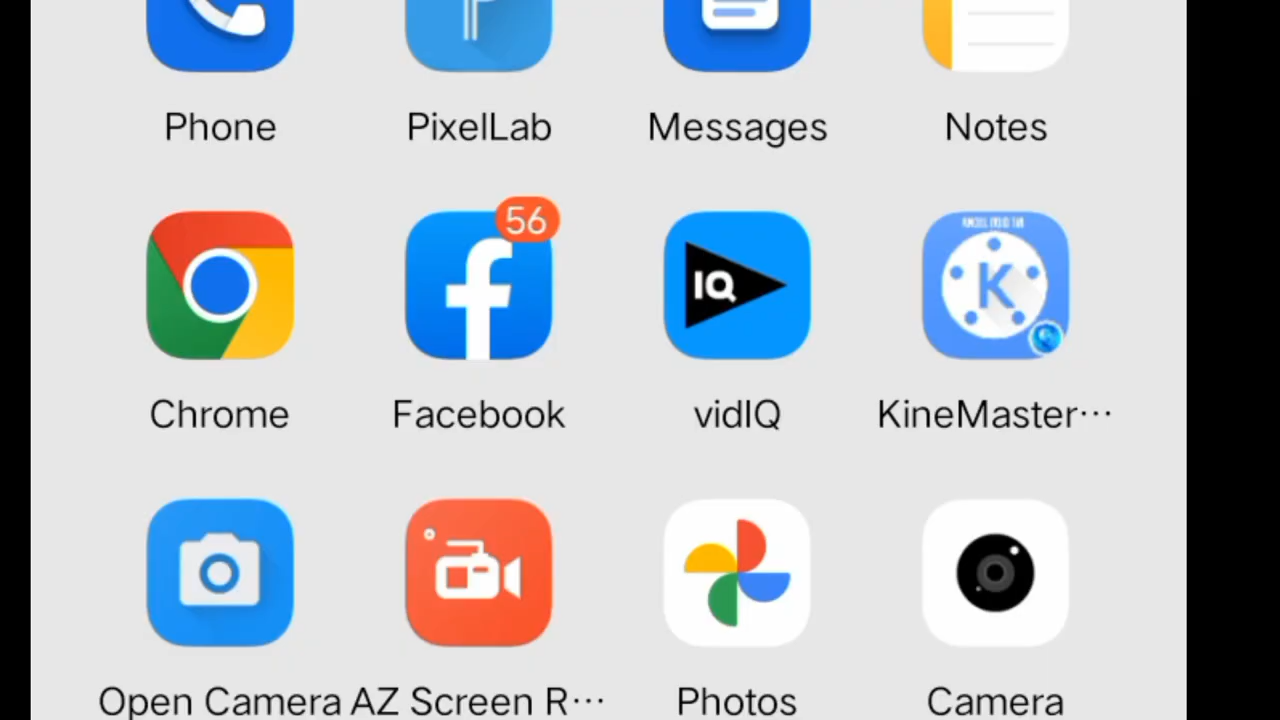 Phone PixelLab Messages Notes
56
IQ
K
Chrome Facebook vidIQ KineMaster···
Open Camera AZ Screen R··· Photos Camera